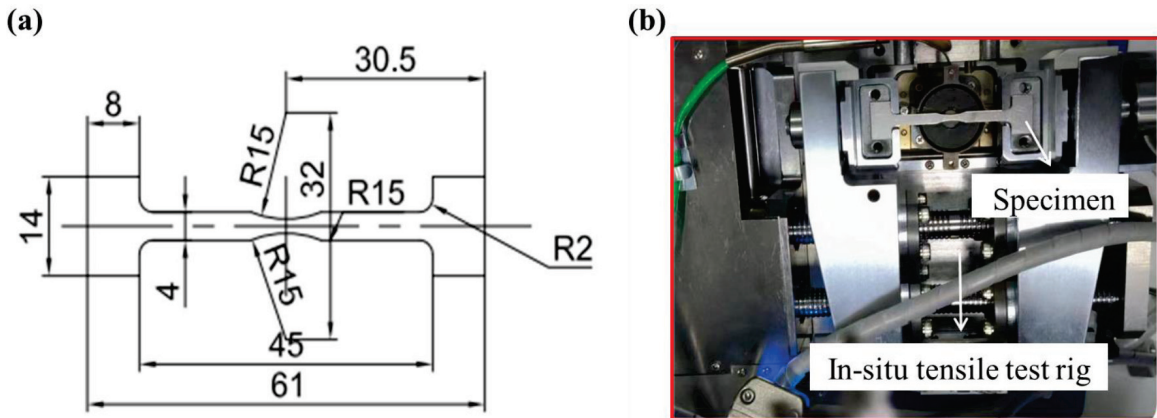 (a)
(b)
30.5
8
R15
32
R15
14
4
R15
R2
Specimen
45
61
In-situ tensile test rig